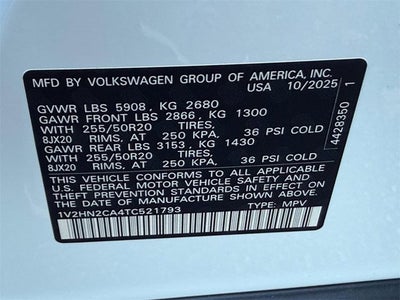 MFD BY VOLKSWAGEN GROUP OF AMERICA, INC.
USA 10/2025
GVWR LBS 5908, KG 2680
GAWR FRONT LBS 2866, KG 1300
WITH 255/50R20 TIRES,
8JX20 RIMS, AT 250 KPA. 36 PSI COLD
GAWR REAR LBS 3153, KG 1430
WITH 255/50R20 TIRES,
8JX20 RIMS, AT 250 KPA. 36 PSI COLD
THIS VEHICLE CONFORMS TO ALL APPLICABLE
U.S. FEDERAL MOTOR VEHICLE SAFETY
STANDARDS IN EFFECT ON THE DATE
OF MANUFACTURE SHOWN ABOVE.
1V2HN2CA4TC521793 TYPE: MPV
4428350 1